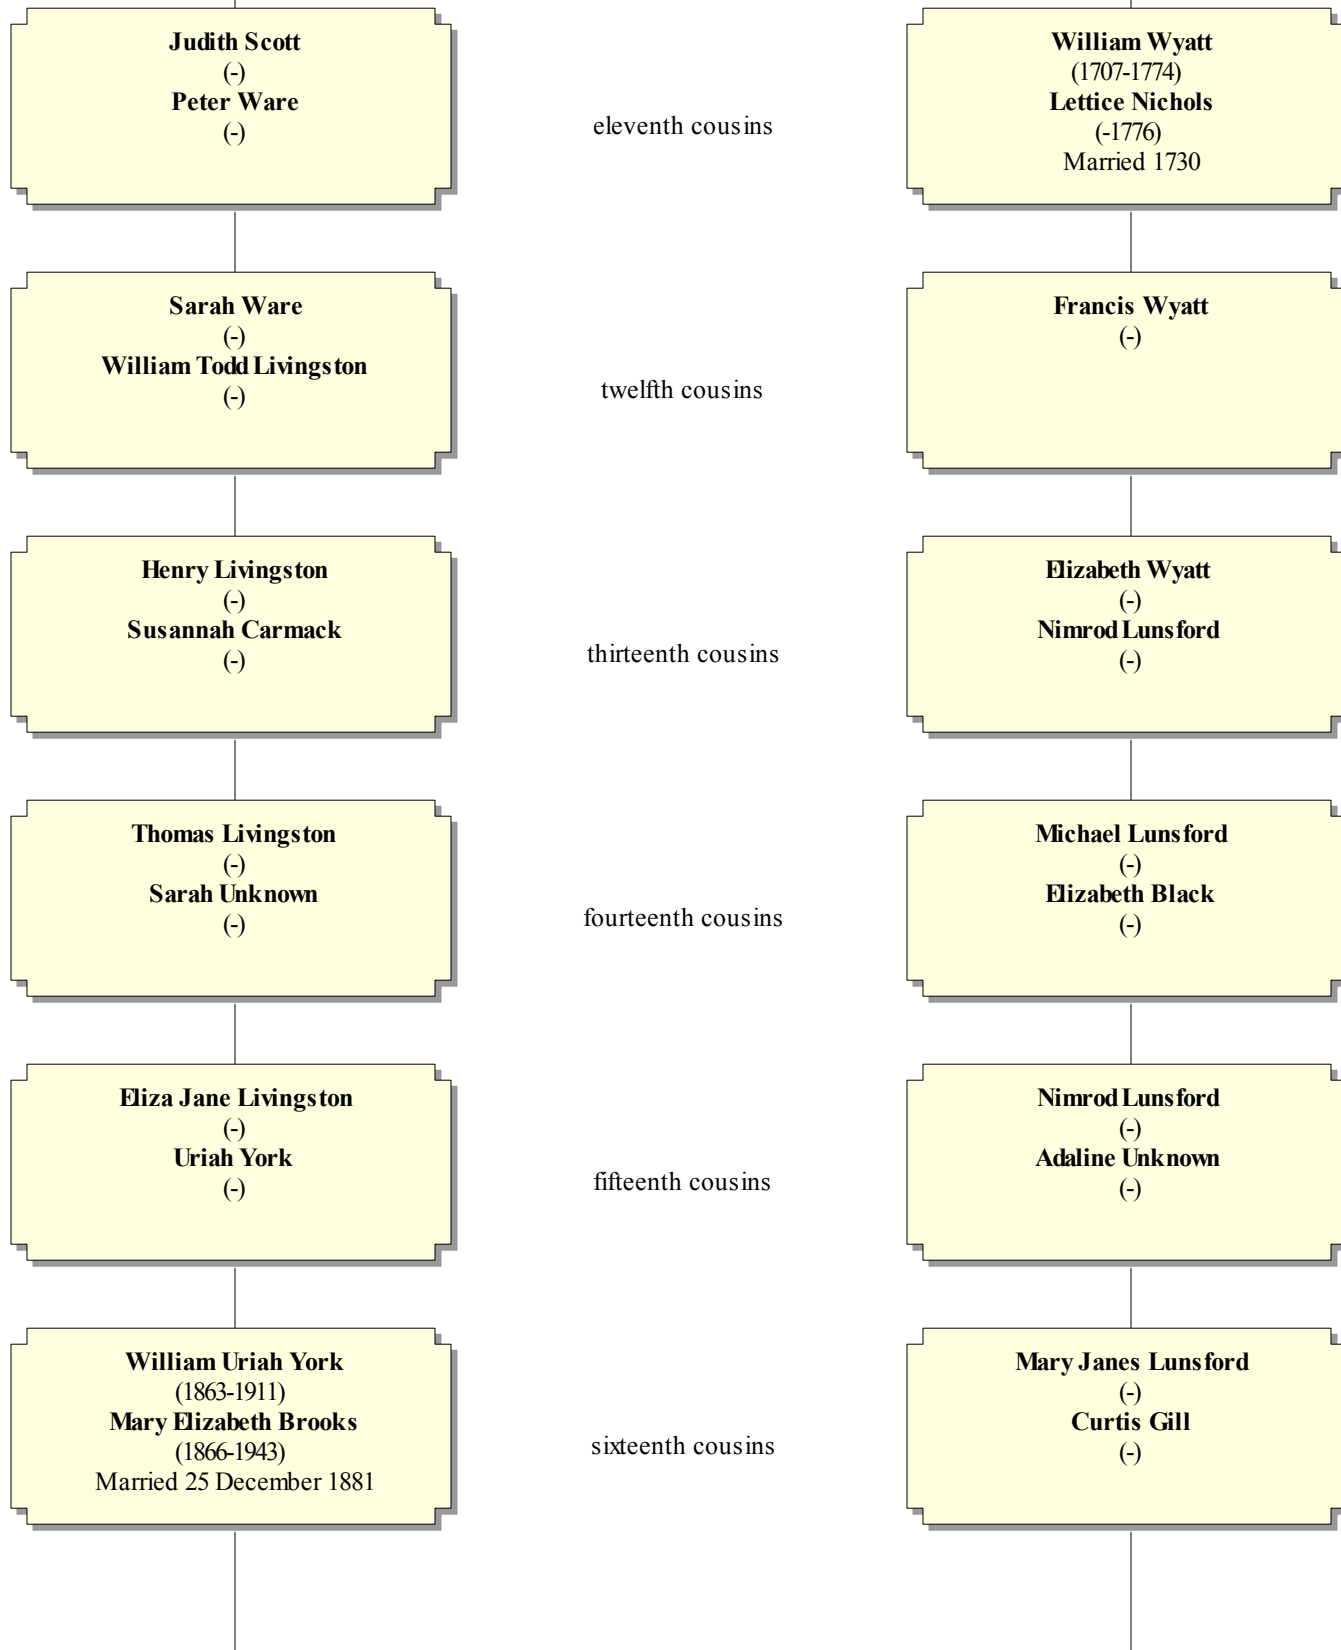 Judith Scott
(-)
Peter Ware
(-)
eleventh cousins
William Wyatt
(1707-1774)
Lettice Nichols
(-1776)
Married 1730
Sarah Ware
(-)
William Todd Livingston
(-)
twelfth cousins
Francis Wyatt
(-)
Henry Livingston
(-)
Susannah Carmack
(-)
thirteenth cousins
Elizabeth Wyatt
(-)
Nimrod Lunsford
(-)
Thomas Livingston
(-)
Sarah Unknown
(-)
fourteenth cousins
Michael Lunsford
(-)
Elizabeth Black
(-)
Eliza Jane Livingston
(-)
Uriah York
(-)
fifteenth cousins
Nimrod Lunsford
(-)
Adaline Unknown
(-)
William Uriah York
(1863-1911)
Mary Elizabeth Brooks
(1866-1943)
Married 25 December 1881
sixteenth cousins
Mary Janes Lunsford
(-)
Curtis Gill
(-)